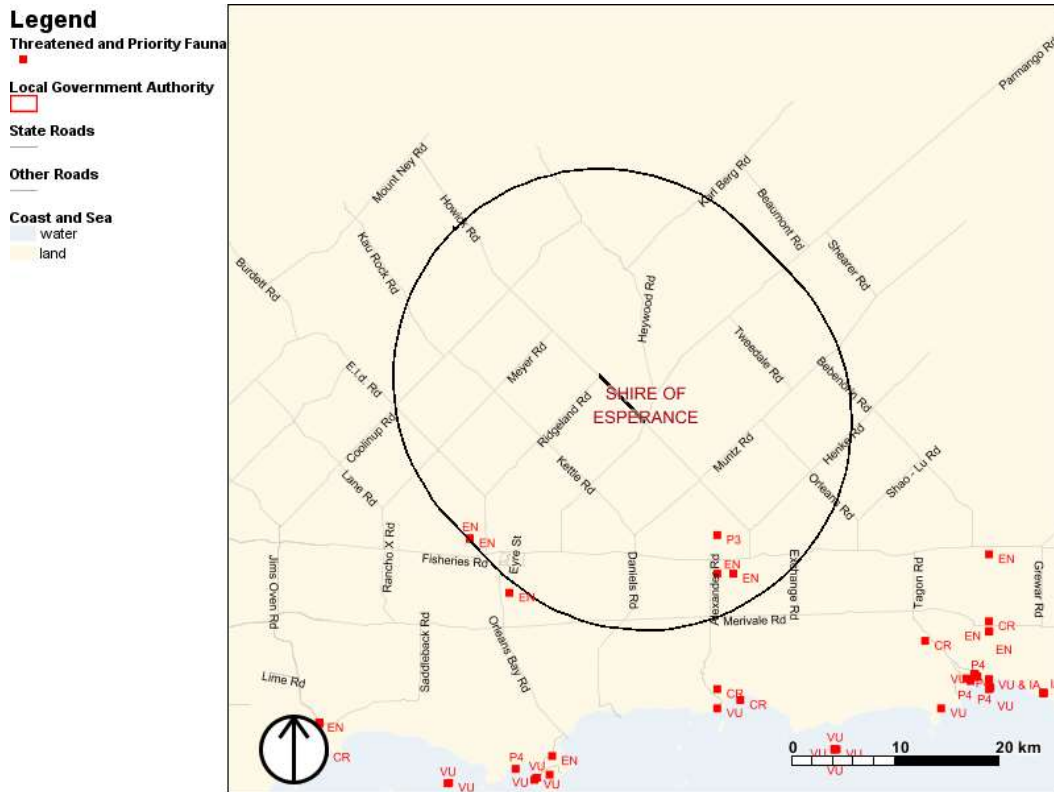 Legend
Threatened and Priority Fauna
Local Government Authority
State Roads
Other Roads
Coast and Sea
water
land
Parmango Rd
Mount Ney Rd
Karl Berg Rd
Howick Rd
Beaumont Rd
Kau Rock Rd
Shearer Rd
Burdett Rd
Heywood Rd
Tweedale Rd
Meyer Rd
E.I.d. Rd
Bebenorin Rd
SHIRE OF
ESPERANCE
Ridgeland Rd
Coolinup Rd
Henke Rd
Muntz Rd
Kettle Rd
Lane Rd
Orleans Rd
Shao - Lu Rd
EN
EN
P3
Rancho X Rd
Eyre St
Fisheries Rd
Jims Oven Rd
Daniels Rd
Alexander Rd
EN
EN
Exchange Rd
EN
Tagon Rd
Grewar Rd
EN
Merivale Rd
CR
EN
EN
CR
Saddleback Rd
Orleans Bay Rd
Lime Rd
P4
VU
VU & IA
P4
P4
VU
CR
CR
VU
VU
EN
CR
VU
VU
VU
VU
VU
P4
VU
EN
VU
VU
VU
0
10
20 km